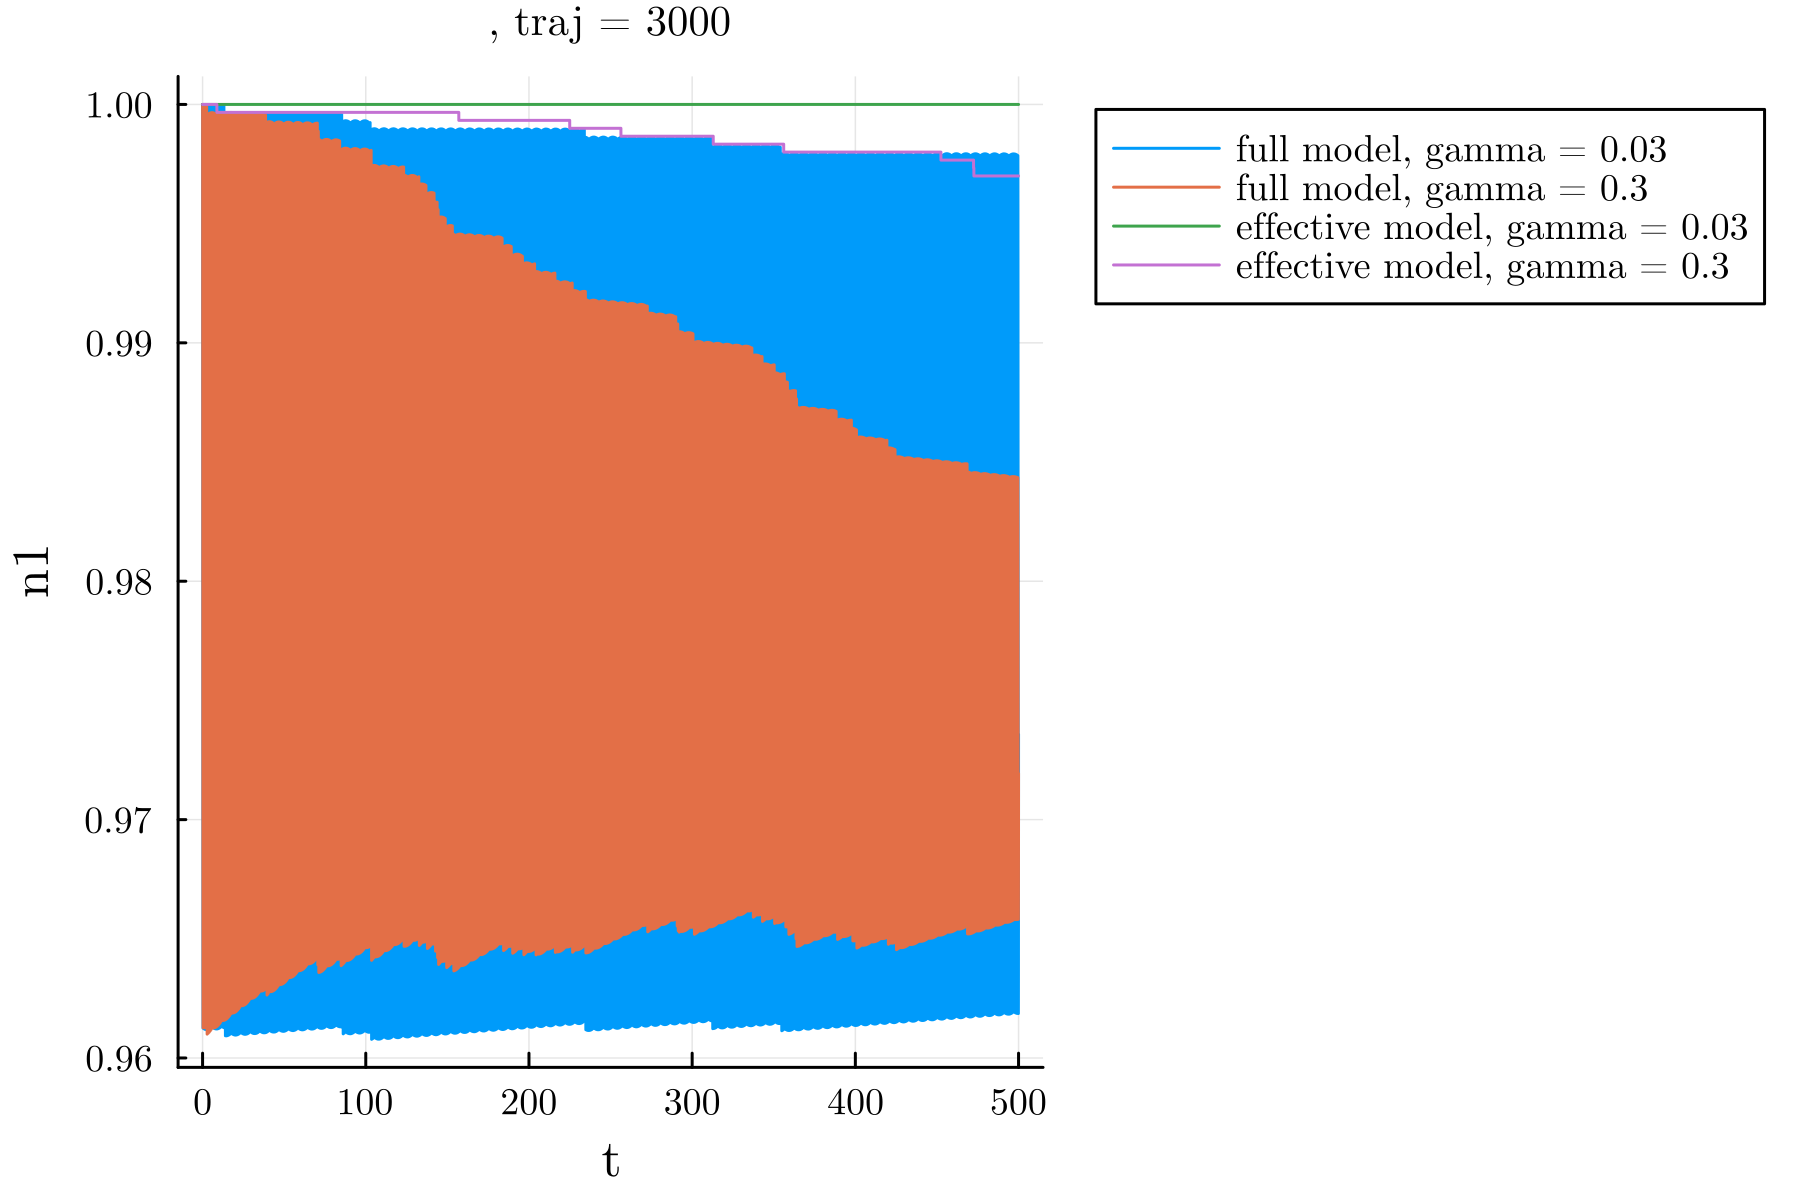 , traj = 3000
n1
1.00
0.99
0.98
0.97
0.96
0
100
200
300
400
500
t
full model, gamma = 0.03
full model, gamma = 0.3
effective model, gamma = 0.03
effective model, gamma = 0.3